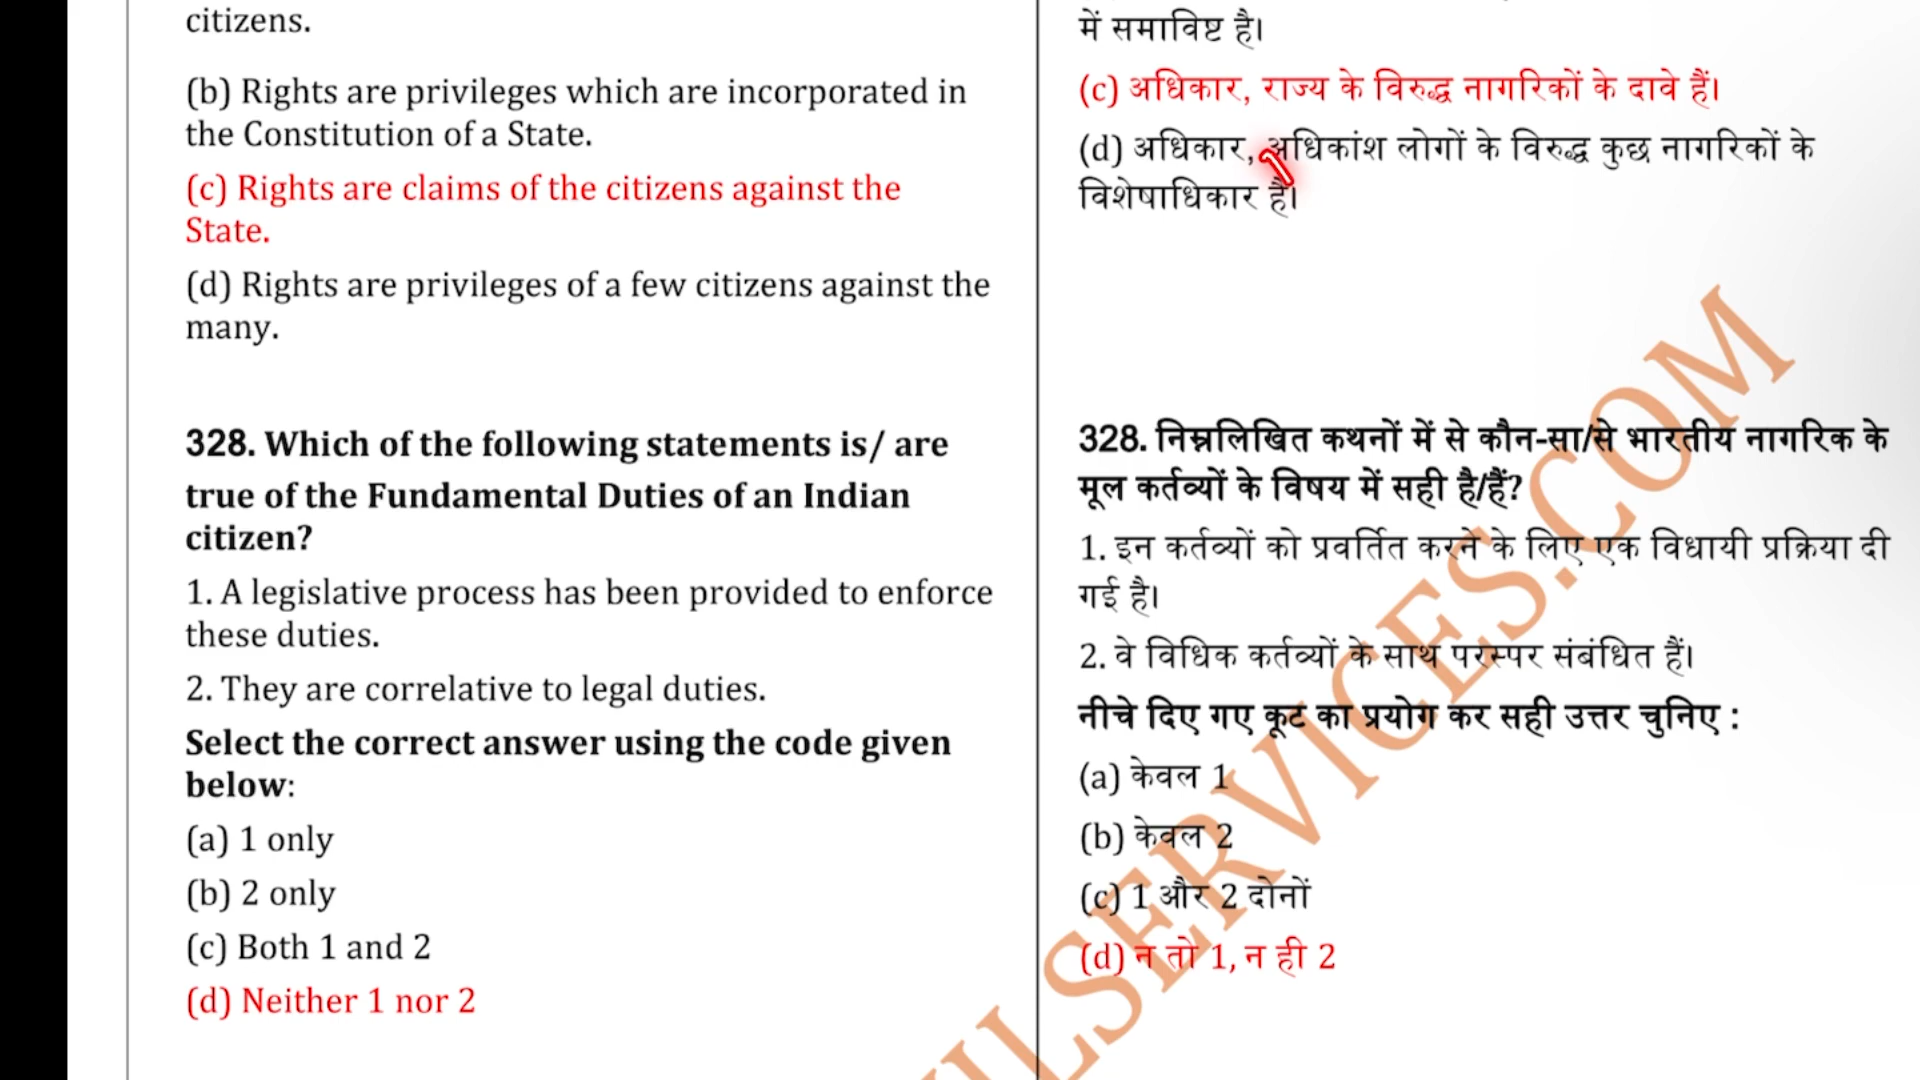 citizens.
(b) Rights are privileges which are incorporated in
the Constitution of a State.
(c) Rights are claims of the citizens against the
State.
(d) Rights are privileges of a few citizens against the
many.
328. Which of the following statements is/ are
true of the Fundamental Duties of an Indian
citizen?
1. A legislative process has been provided to enforce
these duties.
2. They are correlative to legal duties.
Select the correct answer using the code given
below:
(a) 1 only
(b) 2 only
(c) Both 1 and 2
(d) Neither 1 nor 2
में समाविष्ट है।
(c) अधिकार, राज्य के विरुद्ध नागरिकों के दावे हैं।
(d) अधिकार, अधिकांश लोगों के विरुद्ध कुछ नागरिकों के
विशेषाधिकार हैं।
328. निम्नलिखित कथनों में से कौन-सा/से भारतीय नागरिक के
मूल कर्तव्यों के विषय में सही है/हैं?
1. इन कर्तव्यों को प्रवर्तित करने के लिए एक विधायी प्रक्रिया दी
गई है।
2. वे विधिक कर्तव्यों के साथ परस्पर संबंधित हैं।
नीचे दिए गए कूट का प्रयोग कर सही उत्तर चुनिए :
(a) केवल 1
(b) केवल 2
(c) 1 और 2 दोनों
(d) न तो 1, न ही 2
ILSERVICES.COM